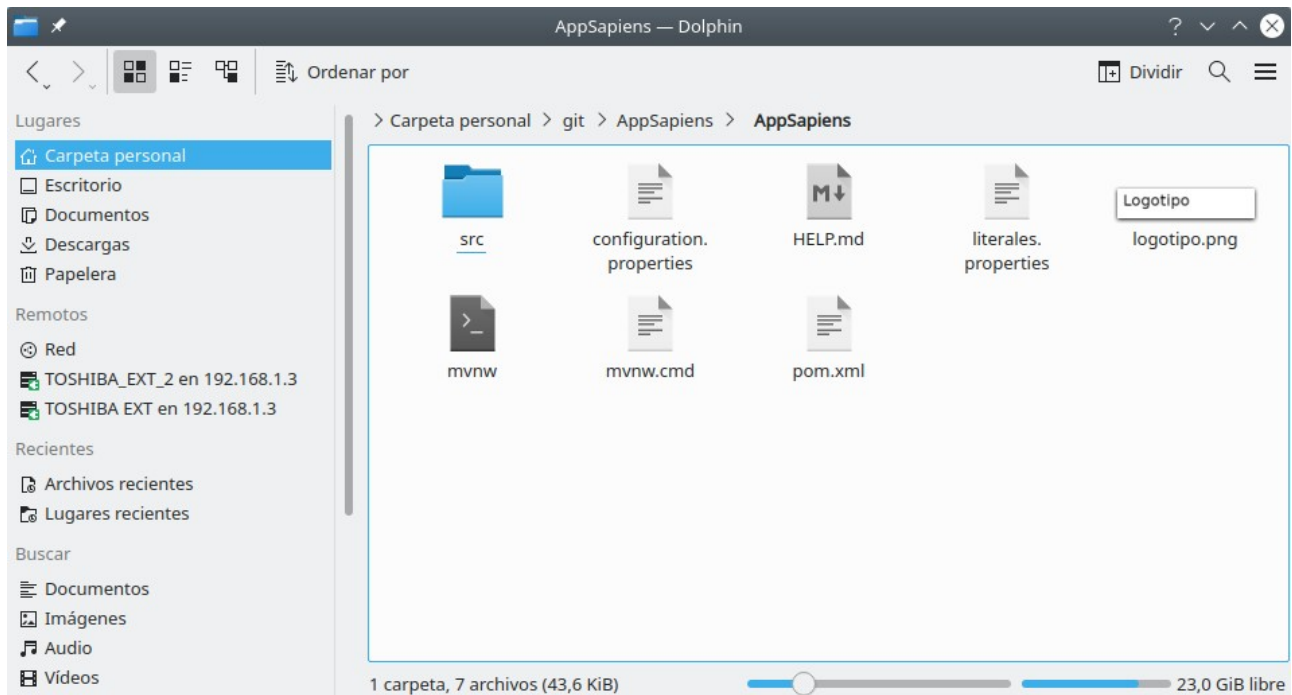 AppSapiens — Dolphin
Ordenar por
Dividir
Lugares
Carpeta personal
Escritorio
Documentos
Descargas
Papelera
Remotos
Red
TOSHIBA_EXT_2 en 192.168.1.3
TOSHIBA EXT en 192.168.1.3
Recientes
Archivos recientes
Lugares recientes
Buscar
Documentos
Imágenes
Audio
Vídeos
> Carpeta personal > git > AppSapiens > AppSapiens
src
configuration.
properties
M
HELP.md
literales.
properties
Logotipo
logotipo.png
>_
mvnw
mvnw.cmd
pom.xml
1 carpeta, 7 archivos (43,6 KiB)
23,0 GiB libre